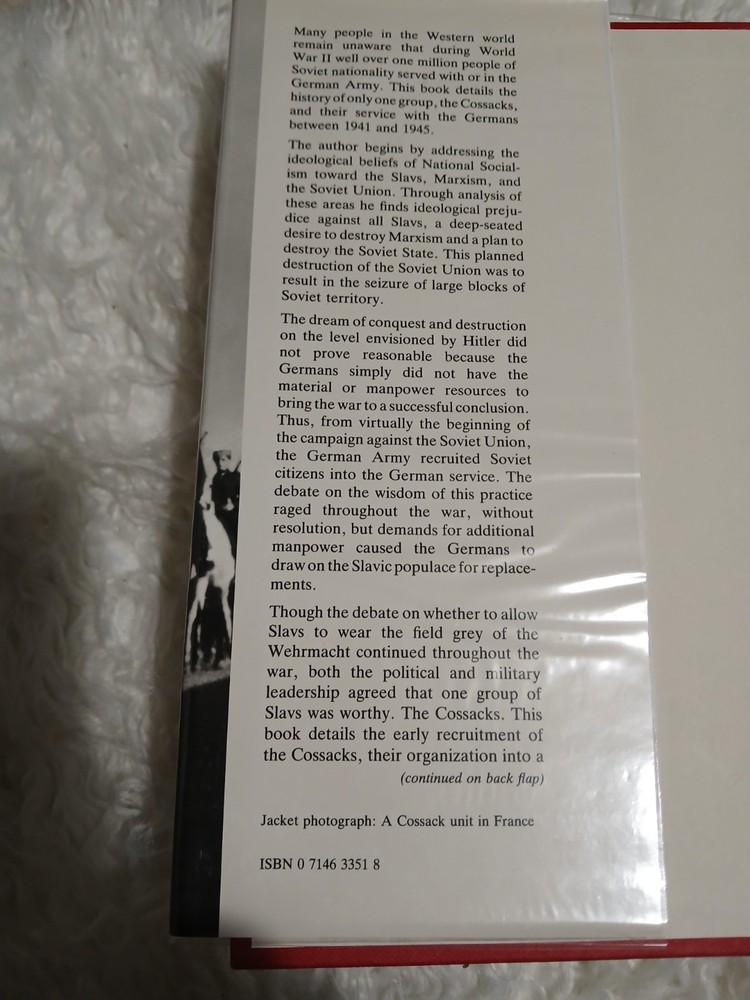 Many people in the Western world
remain unaware that during World
War II well over one million people of
Soviet nationality served with or in the
German Army. This book details the
history of only one group, the Cossacks,
and their service with the Germans
between 1941 and 1945.
The author begins by addressing the
ideological beliefs of National Social-
ism toward the Slavs, Marxism, and
the Soviet Union. Through analysis of
these areas he finds ideological preju-
dice against all Slavs, a deep-seated
desire to destroy Marxism and a plan to
destroy the Soviet State. This planned
destruction of the Soviet Union was to
result in the seizure of large blocks of
Soviet territory.
The dream of conquest and destruction
on the level envisioned by Hitler did
not prove reasonable because the
Germans simply did not have the
material or manpower resources to
bring the war to a successful conclusion.
Thus, from virtually the beginning of
the campaign against the Soviet Union,
the German Army recruited Soviet
citizens into the German service. The
debate on the wisdom of this practice
raged throughout the war, without
resolution, but demands for additional
manpower caused the Germans to
draw on the Slavic populace for replace-
ments.
Though the debate on whether to allow
Slavs to wear the field grey of the
Wehrmacht continued throughout the
war, both the political and military
leadership agreed that one group of
Slavs was worthy. The Cossacks. This
book details the early recruitment of
the Cossacks, their organization into a
(continued on back flap)
Jacket photograph: A Cossack unit in France
ISBN 0 7146 3351 8